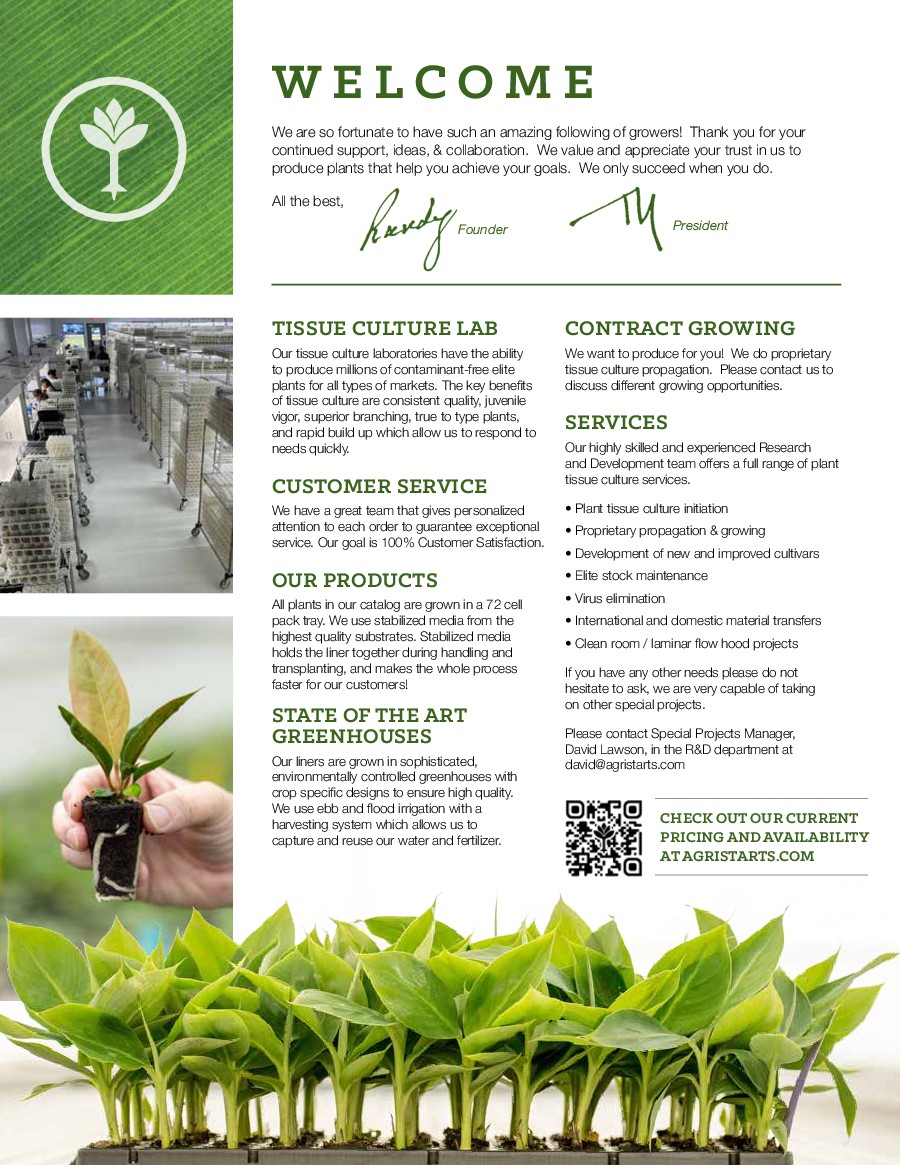 WELCOME
We are so fortunate to have such an amazing following of growers!  Thank you for your
continued support, ideas, & collaboration.  We value and appreciate your trust in us to
produce plants that help you achieve your goals.  We only succeed when you do.
All the best,
Randy Founder
President
TISSUE CULTURE LAB
Our tissue culture laboratories have the ability
to produce millions of contaminant-free elite
plants for all types of markets. The key benefits
of tissue culture are consistent quality, juvenile
vigor, superior branching, true to type plants,
and rapid build up which allow us to respond to
needs quickly.
CUSTOMER SERVICE
We have a great team that gives personalized
attention to each order to guarantee exceptional
service. Our goal is 100% Customer Satisfaction.
OUR PRODUCTS
All plants in our catalog are grown in a 72 cell
pack tray. We use stabilized media from the
highest quality substrates. Stabilized media
holds the liner together during handling and
transplanting, and makes the whole process
faster for our customers!
STATE OF THE ART
GREENHOUSES
Our liners are grown in sophisticated,
environmentally controlled greenhouses with
crop specific designs to ensure high quality.
We use ebb and flood irrigation with a
harvesting system which allows us to
capture and reuse our water and fertilizer.
CONTRACT GROWING
We want to produce for you!  We do proprietary
tissue culture propagation.  Please contact us to
discuss different growing opportunities.
SERVICES
Our highly skilled and experienced Research
and Development team offers a full range of plant
tissue culture services.
• Plant tissue culture initiation
• Proprietary propagation & growing
• Development of new and improved cultivars
• Elite stock maintenance
• Virus elimination
• International and domestic material transfers
• Clean room / laminar flow hood projects
If you have any other needs please do not
hesitate to ask, we are very capable of taking
on other special projects.
Please contact Special Projects Manager,
David Lawson, in the R&D department at
david@agristarts.com
CHECK OUT OUR CURRENT
PRICING AND AVAILABILITY
AT AGRISTARTS.COM